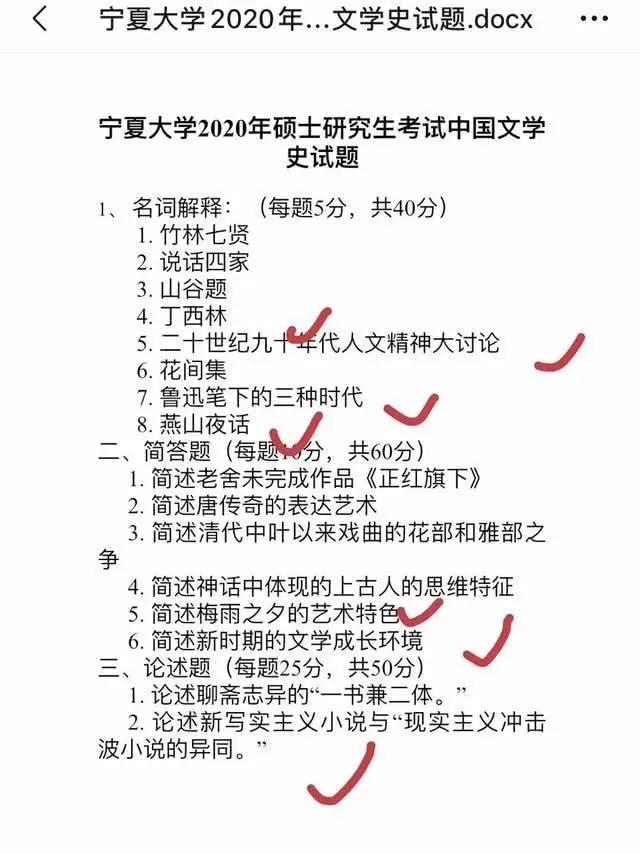 宁夏大学2020年...文学史试题.docx
宁夏大学2020年硕士研究生考试中国文学
史试题
1、 名词解释：（每题5分，共40分）
1. 竹林七贤
2. 说话四家
3. 山谷题
4. 丁西林
5. 二十世纪九十年代人文精神大讨论
6. 花间集
7. 鲁迅笔下的三种时代
8. 燕山夜话
二、简答题（每题10分，共60分）
1. 简述老舍未完成作品《正红旗下》
2. 简述唐传奇的表达艺术
3. 简述清代中叶以来戏曲的花部和雅部之
争
4. 简述神话中体现的上古人的思维特征
5. 简述梅雨之夕的艺术特色
6. 简述新时期的文学成长环境
三、论述题（每题25分，共50分）
1. 论述聊斋志异的“一书兼二体。”
2. 论述新写实主义小说与“现实主义冲击
波小说的异同。”